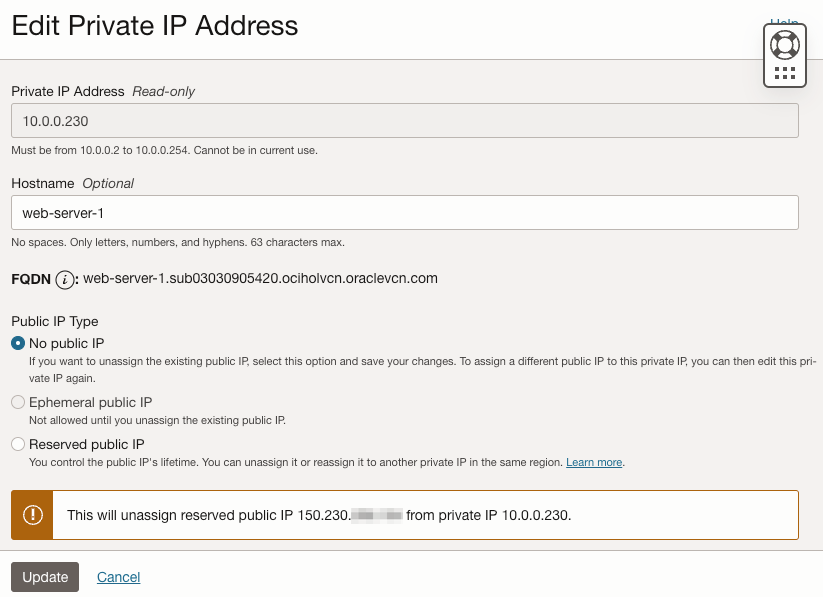 Edit Private IP Address
Help
Private IP Address Read-only
10.0.0.230
Must be from 10.0.0.2 to 10.0.0.254. Cannot be in current use.
Hostname Optional
web-server-1
No spaces. Only letters, numbers, and hyphens. 63 characters max.
FQDN i: web-server-1.sub03030905420.ociholvcn.oraclevcn.com
Public IP Type
No public IP
If you want to unassign the existing public IP, select this option and save your changes. To assign a different public IP to this private IP, you can then edit this pri-
vate IP again.
Ephemeral public IP
Not allowed until you unassign the existing public IP.
Reserved public IP
You control the public IP's lifetime. You can unassign it or reassign it to another private IP in the same region. Learn more.
This will unassign reserved public IP 150.230. from private IP 10.0.0.230.
Update Cancel